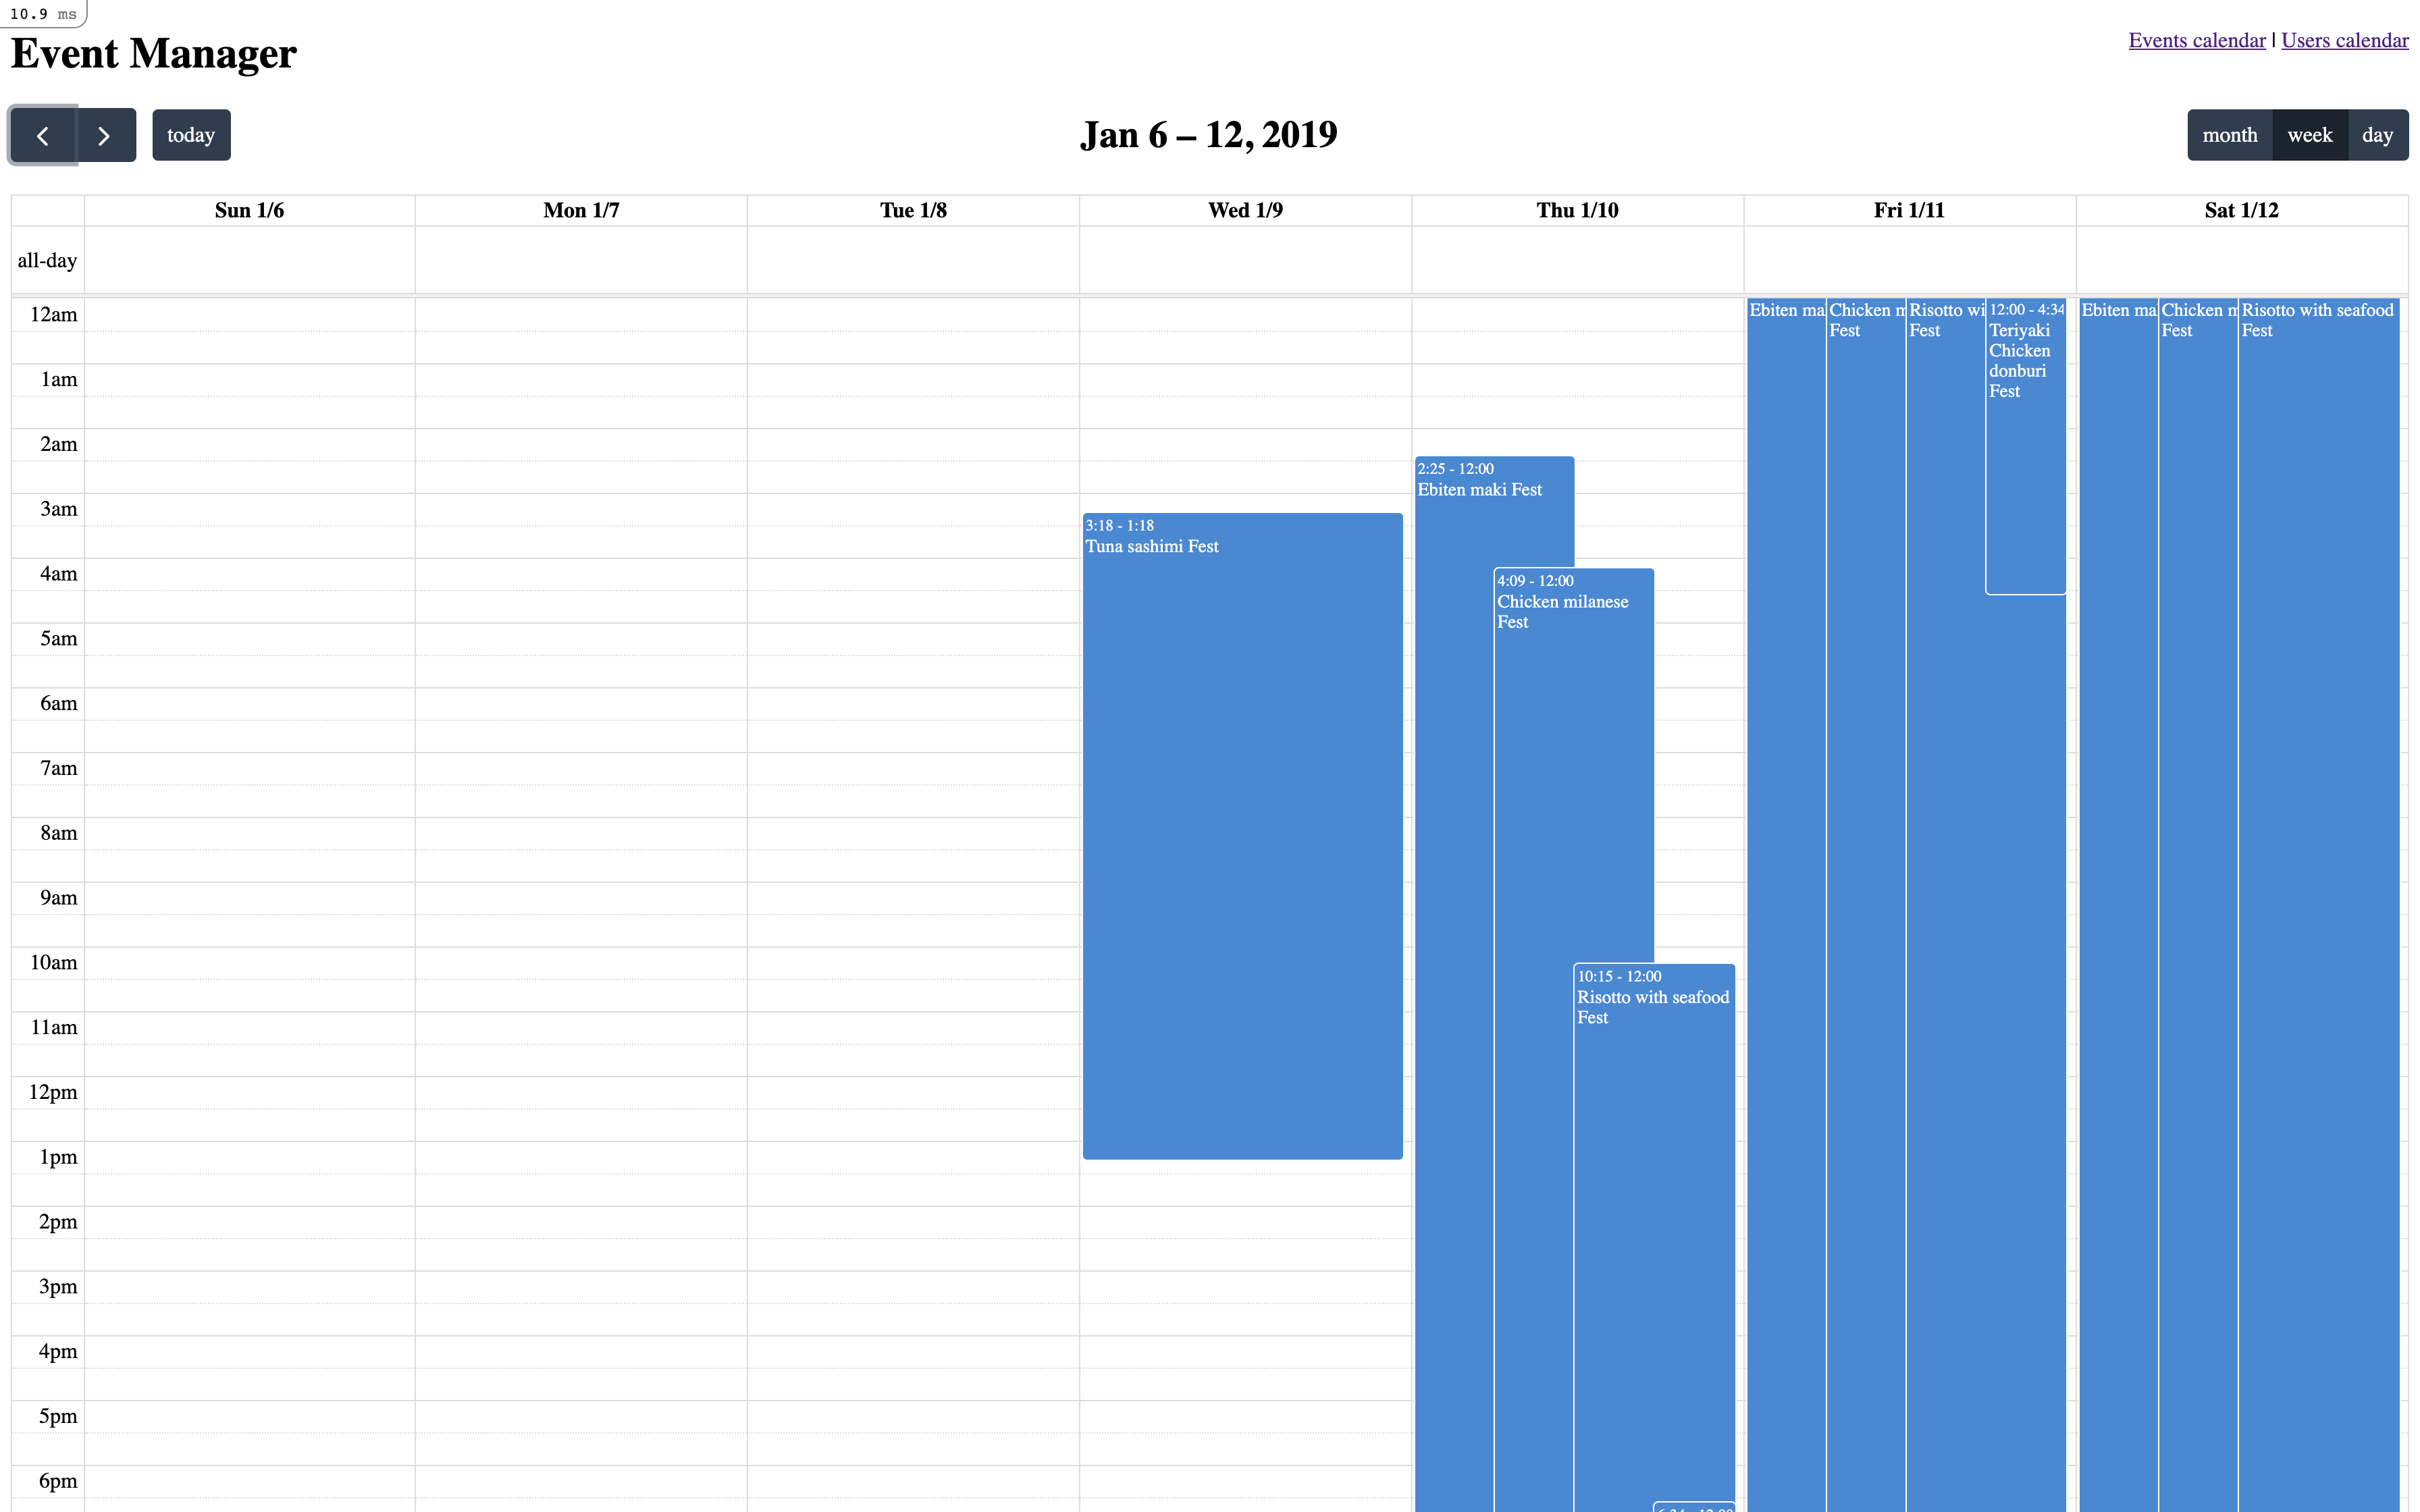 10.9 ms
Event Manager
Events calendar | Users calendar
today
Jan 6 – 12, 2019
month week day
Sun 1/6 Mon 1/7 Tue 1/8 Wed 1/9 Thu 1/10 Fri 1/11 Sat 1/12
all-day
12am
1am
2am
3am
4am
5am
6am
7am
8am
9am
10am
11am
12pm
1pm
2pm
3pm
4pm
5pm
6pm
3:18 - 1:18
Tuna sashimi Fest
2:25 - 12:00
Ebiten maki Fest
4:09 - 12:00
Chicken milanese
Fest
10:15 - 12:00
Risotto with seafood
Fest
Ebiten ma
Chicken m
Fest
Risotto wi
Fest
12:00 - 4:34
Teriyaki
Chicken
donburi
Fest
Ebiten ma
Chicken m
Fest
Risotto with seafood
Fest